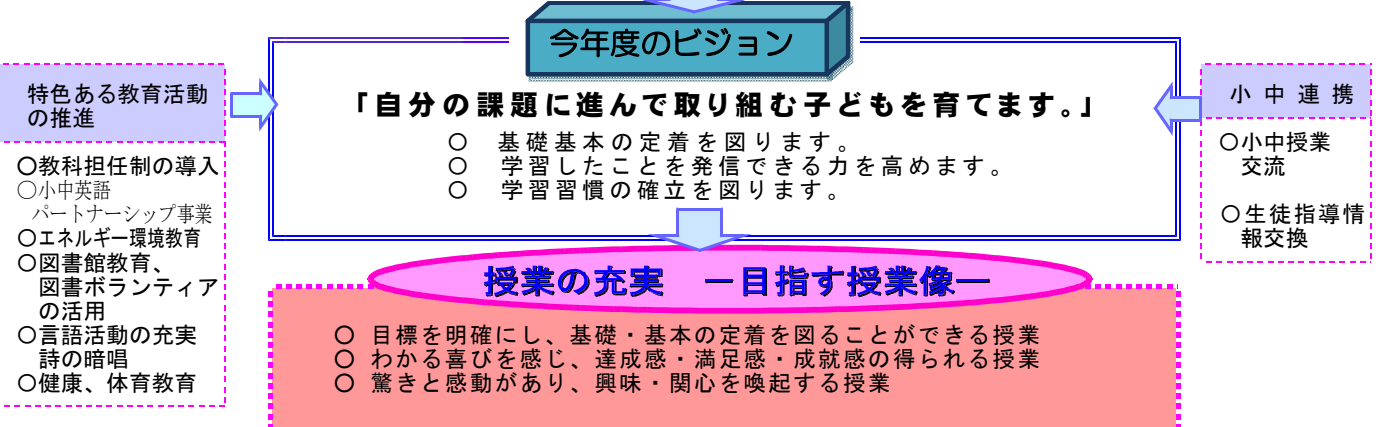 今年度のビジョン
「自分の課題に進んで取り組む子どもを育てます。」
○　基礎基本の定着を図ります。
○　学習したことを発信できる力を高めます。
○　学習習慣の確立を図ります。
特色ある教育活動
の推進
○教科担任制の導入
○小中英語
パートナーシップ事業
○エネルギー環境教育
○図書館教育、
図書ボランティア
の活用
○言語活動の充実
詩の暗唱
○健康、体育教育
小中連携
○小中授業
交流
○生徒指導情
報交換
授業の充実　―目指す授業像―
○　目標を明確にし、基礎・基本の定着を図ることができる授業
○　わかる喜びを感じ、達成感・満足感・成就感の得られる授業
○　驚きと感動があり、興味・関心を喚起する授業